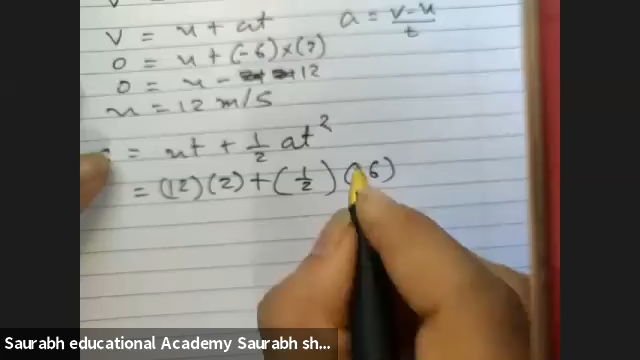 V = u + at a = v-u/t
0 = u + (-6)×(2)
0 = u - 12
u = 12 m/s
= ut + 1/2 at²
= (12)(2) + (1/2) ( 6)
Saurabh educational Academy Saurabh sh...